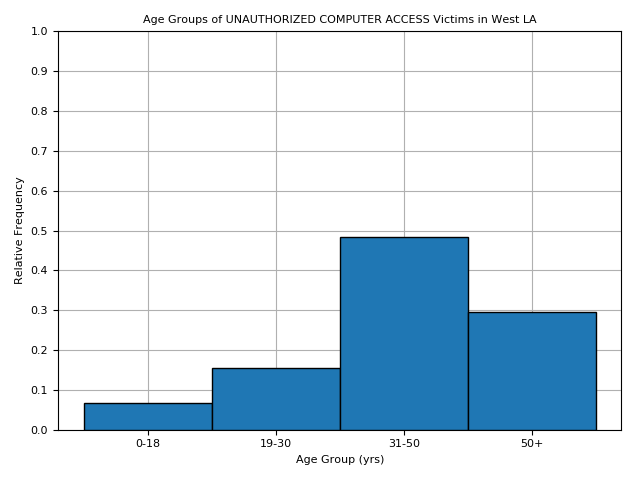 Age Groups of UNAUTHORIZED COMPUTER ACCESS Victims in West LA
1.0
0.9
0.8
0.7
0.6
0.5
0.4
0.3
0.2
0.1
0.0
Relative Frequency
0-18 19-30 31-50 50+
Age Group (yrs)